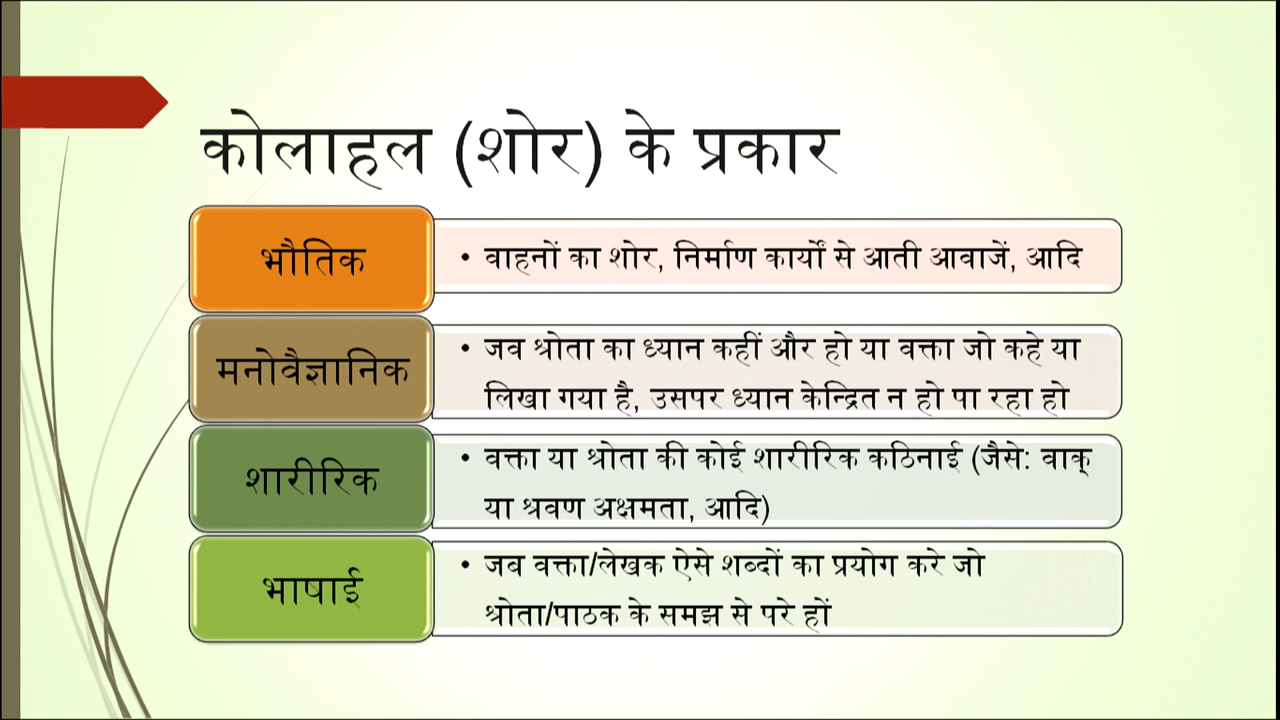 कोलाहल (शोर) के प्रकार
भौतिक
• वाहनों का शोर, निर्माण कार्यों से आती आवाजें, आदि
मनोवैज्ञानिक
• जब श्रोता का ध्यान कहीं और हो या वक्ता जो कहे या
लिखा गया है, उसपर ध्यान केन्द्रित न हो पा रहा हो
शारीरिक
• वक्ता या श्रोता की कोई शारीरिक कठिनाई (जैसे: वाक्
या श्रवण अक्षमता, आदि)
भाषाई
• जब वक्ता/लेखक ऐसे शब्दों का प्रयोग करे जो
श्रोता/पाठक के समझ से परे हों